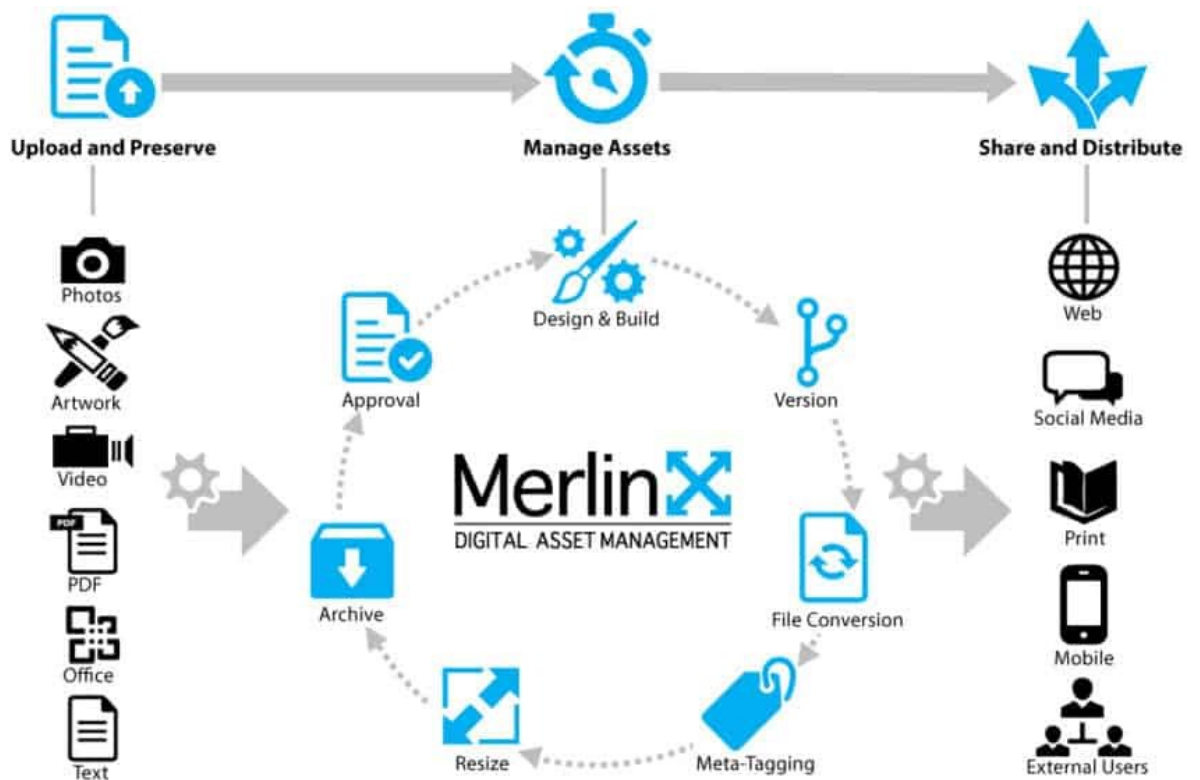 Upload and Preserve
Manage Assets
Share and Distribute
Photos
Artwork
Video
PDF
PDF
Office
Text
Design & Build
Version
File Conversion
Meta-Tagging
Resize
Archive
Approval
MerlinX
DIGITAL ASSET MANAGEMENT
Web
Social Media
Print
Mobile
External Users